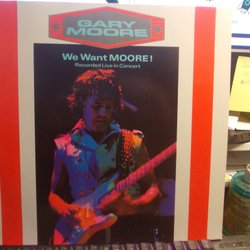 GARY
MOORE
We Want MOORE!
Recorded Live in Concert